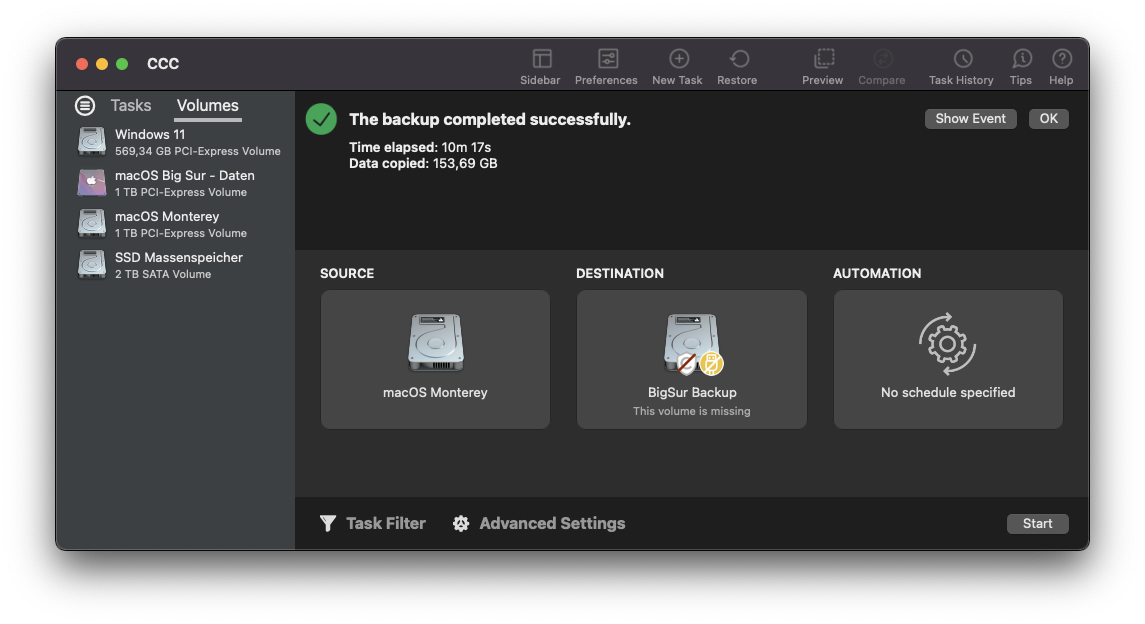 CCC
Sidebar
Preferences
New Task
Restore
Preview
Compare
Task History
Tips
Help
Tasks
Volumes
Windows 11
569,34 GB PCI-Express Volume
macOS Big Sur - Daten
1 TB PCI-Express Volume
macOS Monterey
1 TB PCI-Express Volume
SSD Massenspeicher
2 TB SATA Volume
The backup completed successfully.
Show Event
OK
Time elapsed: 10m 17s
Data copied: 153,69 GB
SOURCE
DESTINATION
AUTOMATION
macOS Monterey
BigSur Backup
This volume is missing
No schedule specified
Task Filter
Advanced Settings
Start